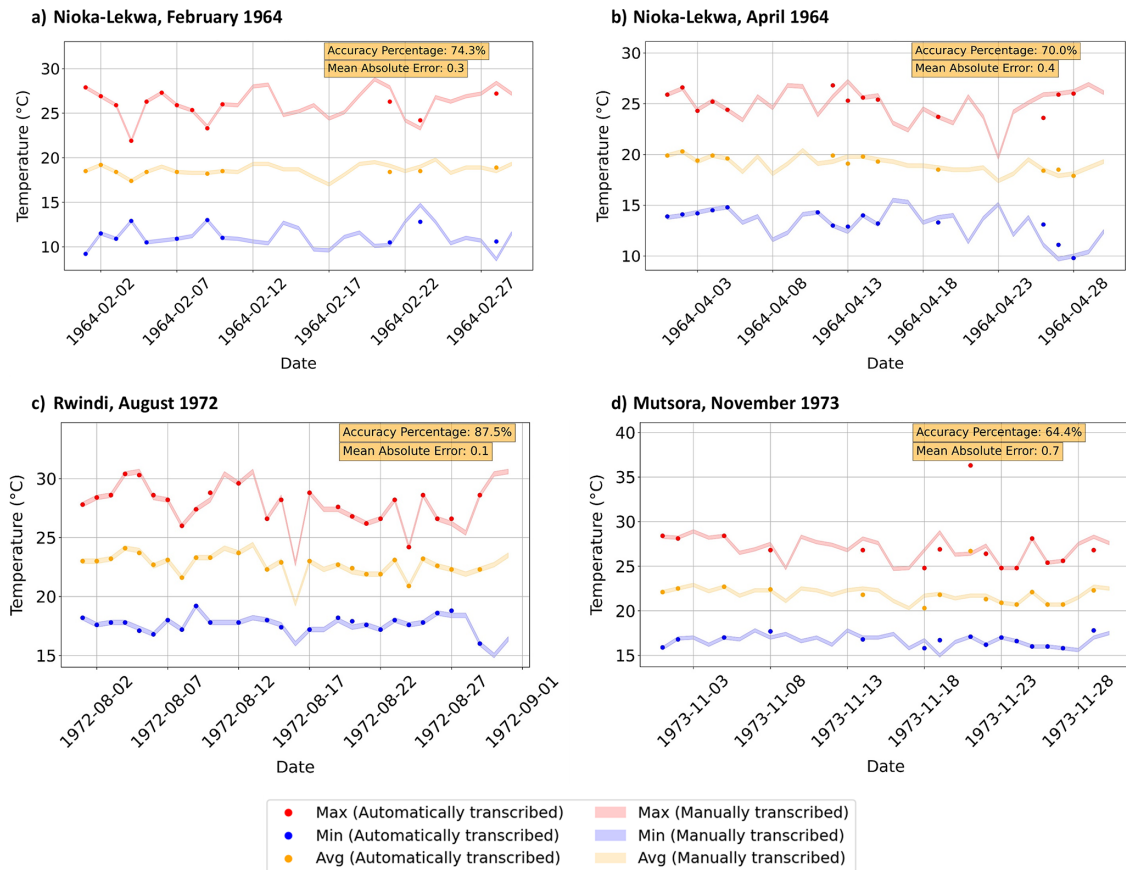 a) Nioka-Lekwa, February 1964
Accuracy Percentage: 74.3%
Mean Absolute Error: 0.3
Temperature (°C)
30
25
20
15
10
1964-02-02
1964-02-07
1964-02-12
1964-02-17
1964-02-22
1964-02-27
Date
b) Nioka-Lekwa, April 1964
Accuracy Percentage: 70.0%
Mean Absolute Error: 0.4
Temperature (°C)
30
25
20
15
10
1964-04-03
1964-04-08
1964-04-13
1964-04-18
1964-04-23
1964-04-28
Date
c) Rwindi, August 1972
Accuracy Percentage: 87.5%
Mean Absolute Error: 0.1
Temperature (°C)
30
25
20
15
1972-08-02
1972-08-07
1972-08-12
1972-08-17
1972-08-22
1972-08-27
1972-09-01
Date
d) Mutsora, November 1973
Accuracy Percentage: 64.4%
Mean Absolute Error: 0.7
Temperature (°C)
40
35
30
25
20
15
1973-11-03
1973-11-08
1973-11-13
1973-11-18
1973-11-23
1973-11-28
Date
Max (Automatically transcribed)
Min (Automatically transcribed)
Avg (Automatically transcribed)
Max (Manually transcribed)
Min (Manually transcribed)
Avg (Manually transcribed)